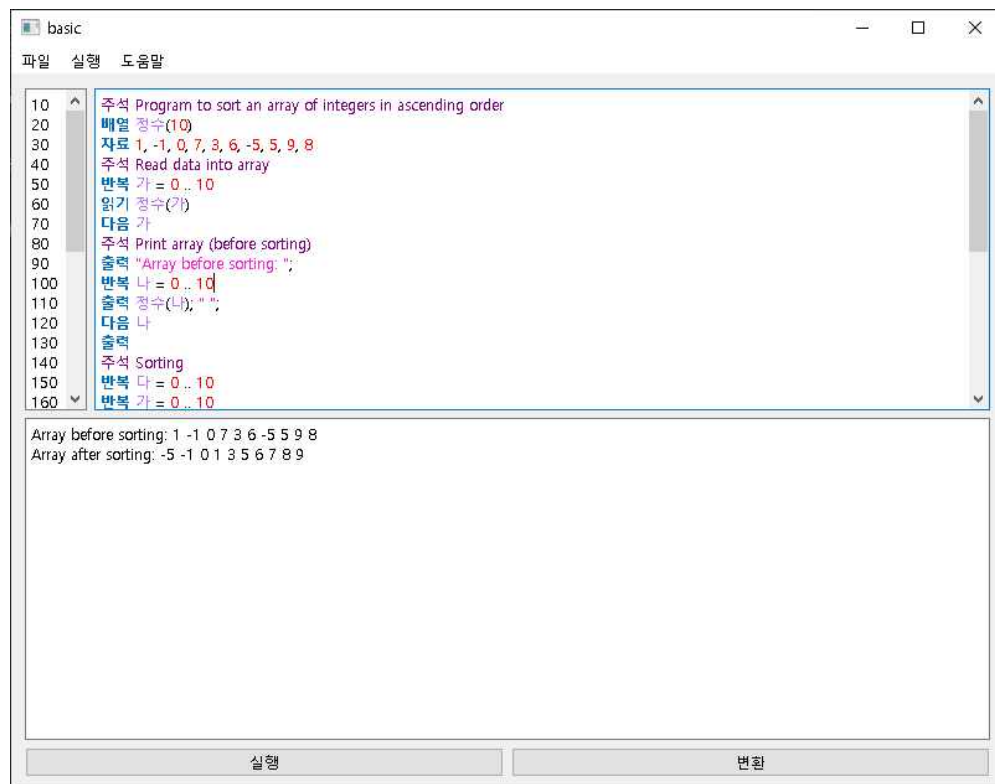 basic
파일 실행 도움말
10 주석 Program to sort an array of integers in ascending order
20 배열 정수(10)
30 자료 1, -1, 0, 7, 3, 6, -5, 5, 9, 8
40 주석 Read data into array
50 반복 가 = 0 .. 10
60 읽기 정수(가)
70 다음 가
80 주석 Print array (before sorting)
90 출력 "Array before sorting: ";
100 반복 나 = 0 .. 10
110 출력 정수(나); " ";
120 다음 나
130 출력
140 주석 Sorting
150 반복 다 = 0 .. 10
160 반복 가 = 0 .. 10
Array before sorting: 1 -1 0 7 3 6 -5 5 9 8
Array after sorting: -5 -1 0 1 3 5 6 7 8 9
실행 변환